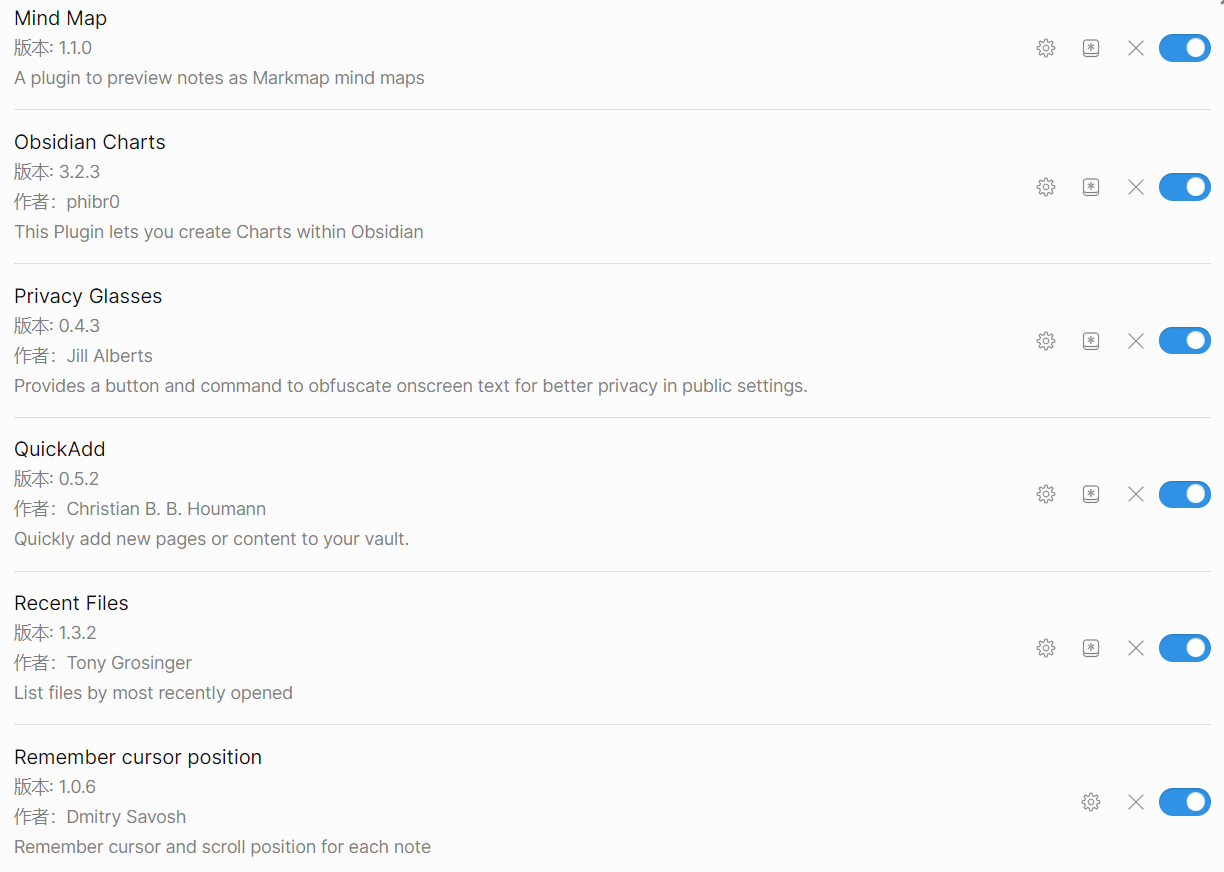 Mind Map
版本: 1.1.0
A plugin to preview notes as Markmap mind maps
Obsidian Charts
版本: 3.2.3
作者：phibr0
This Plugin lets you create Charts within Obsidian
Privacy Glasses
版本: 0.4.3
作者：Jill Alberts
Provides a button and command to obfuscate onscreen text for better privacy in public settings.
QuickAdd
版本: 0.5.2
作者：Christian B. B. Houmann
Quickly add new pages or content to your vault.
Recent Files
版本: 1.3.2
作者：Tony Grosinger
List files by most recently opened
Remember cursor position
版本: 1.0.6
作者：Dmitry Savosh
Remember cursor and scroll position for each note